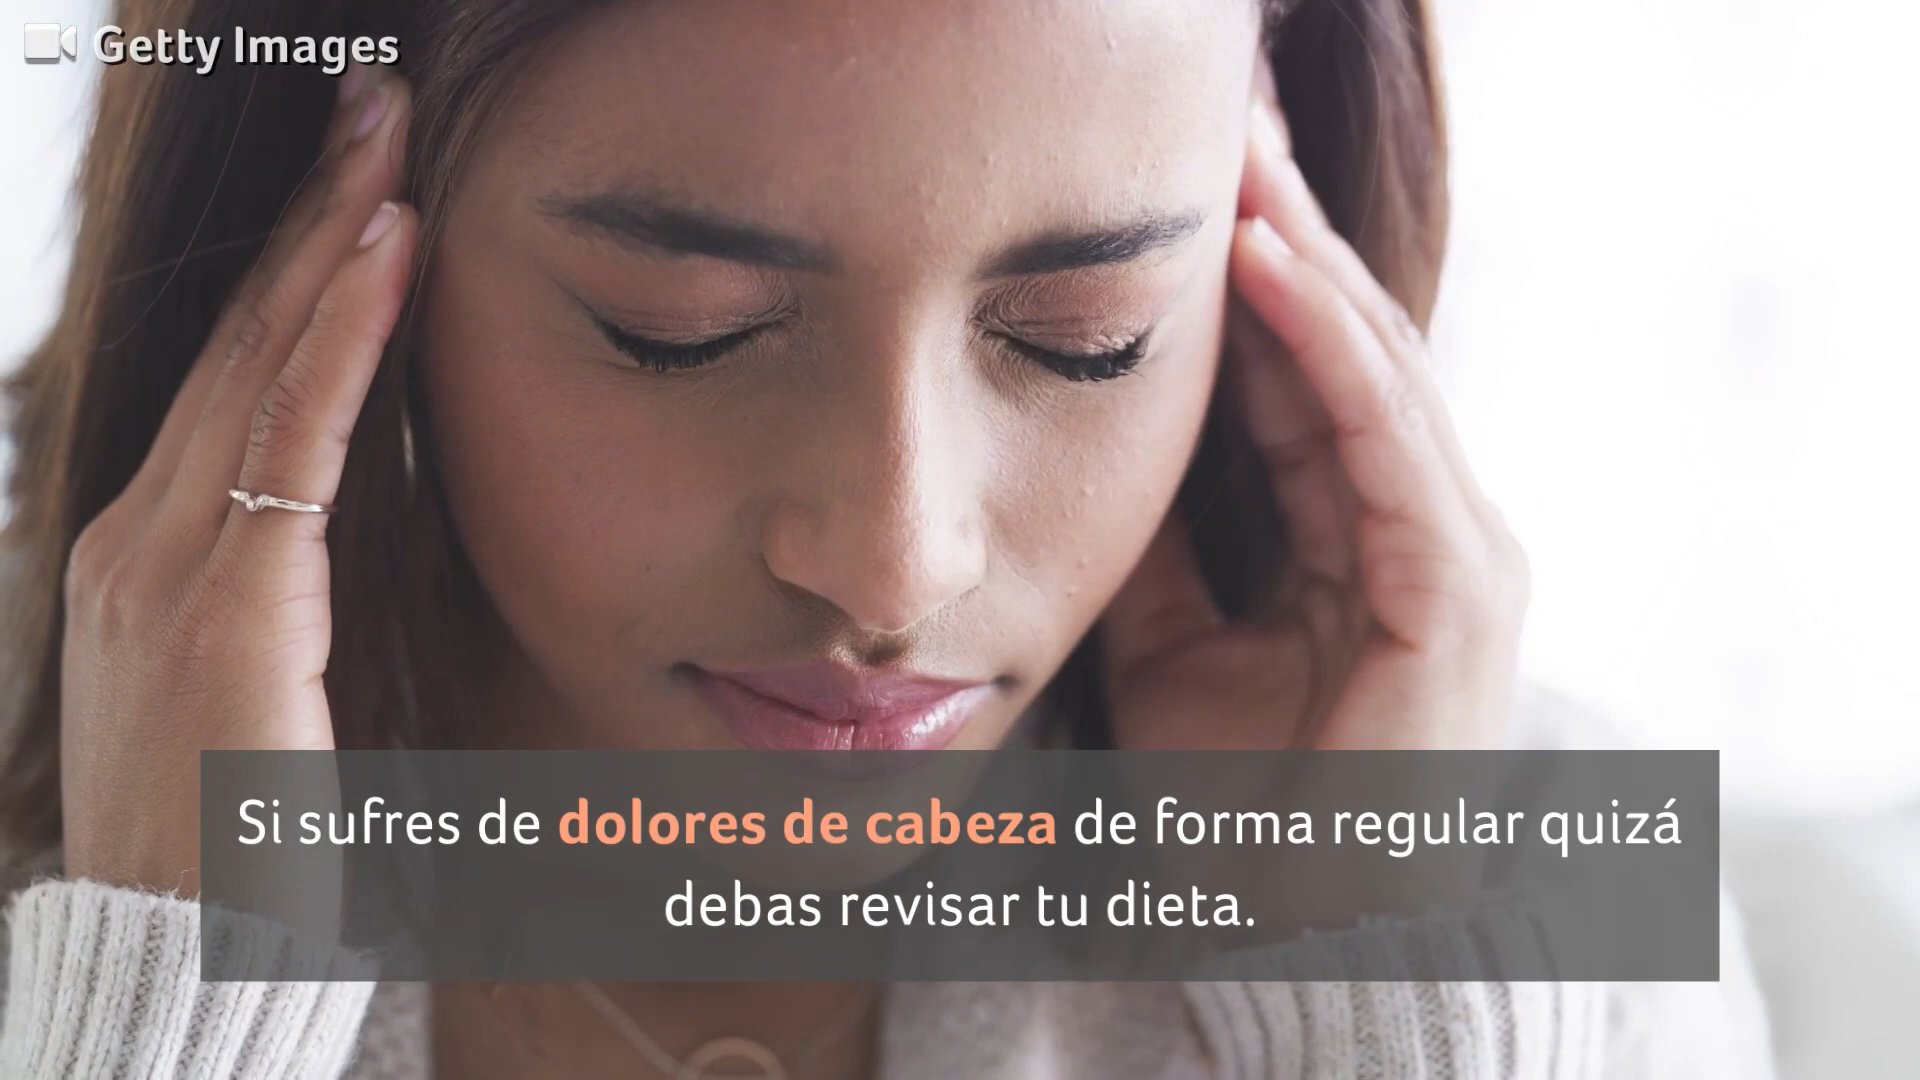 Getty Images
Si sufres de dolores de cabeza de forma regular quizá
debas revisar tu dieta.